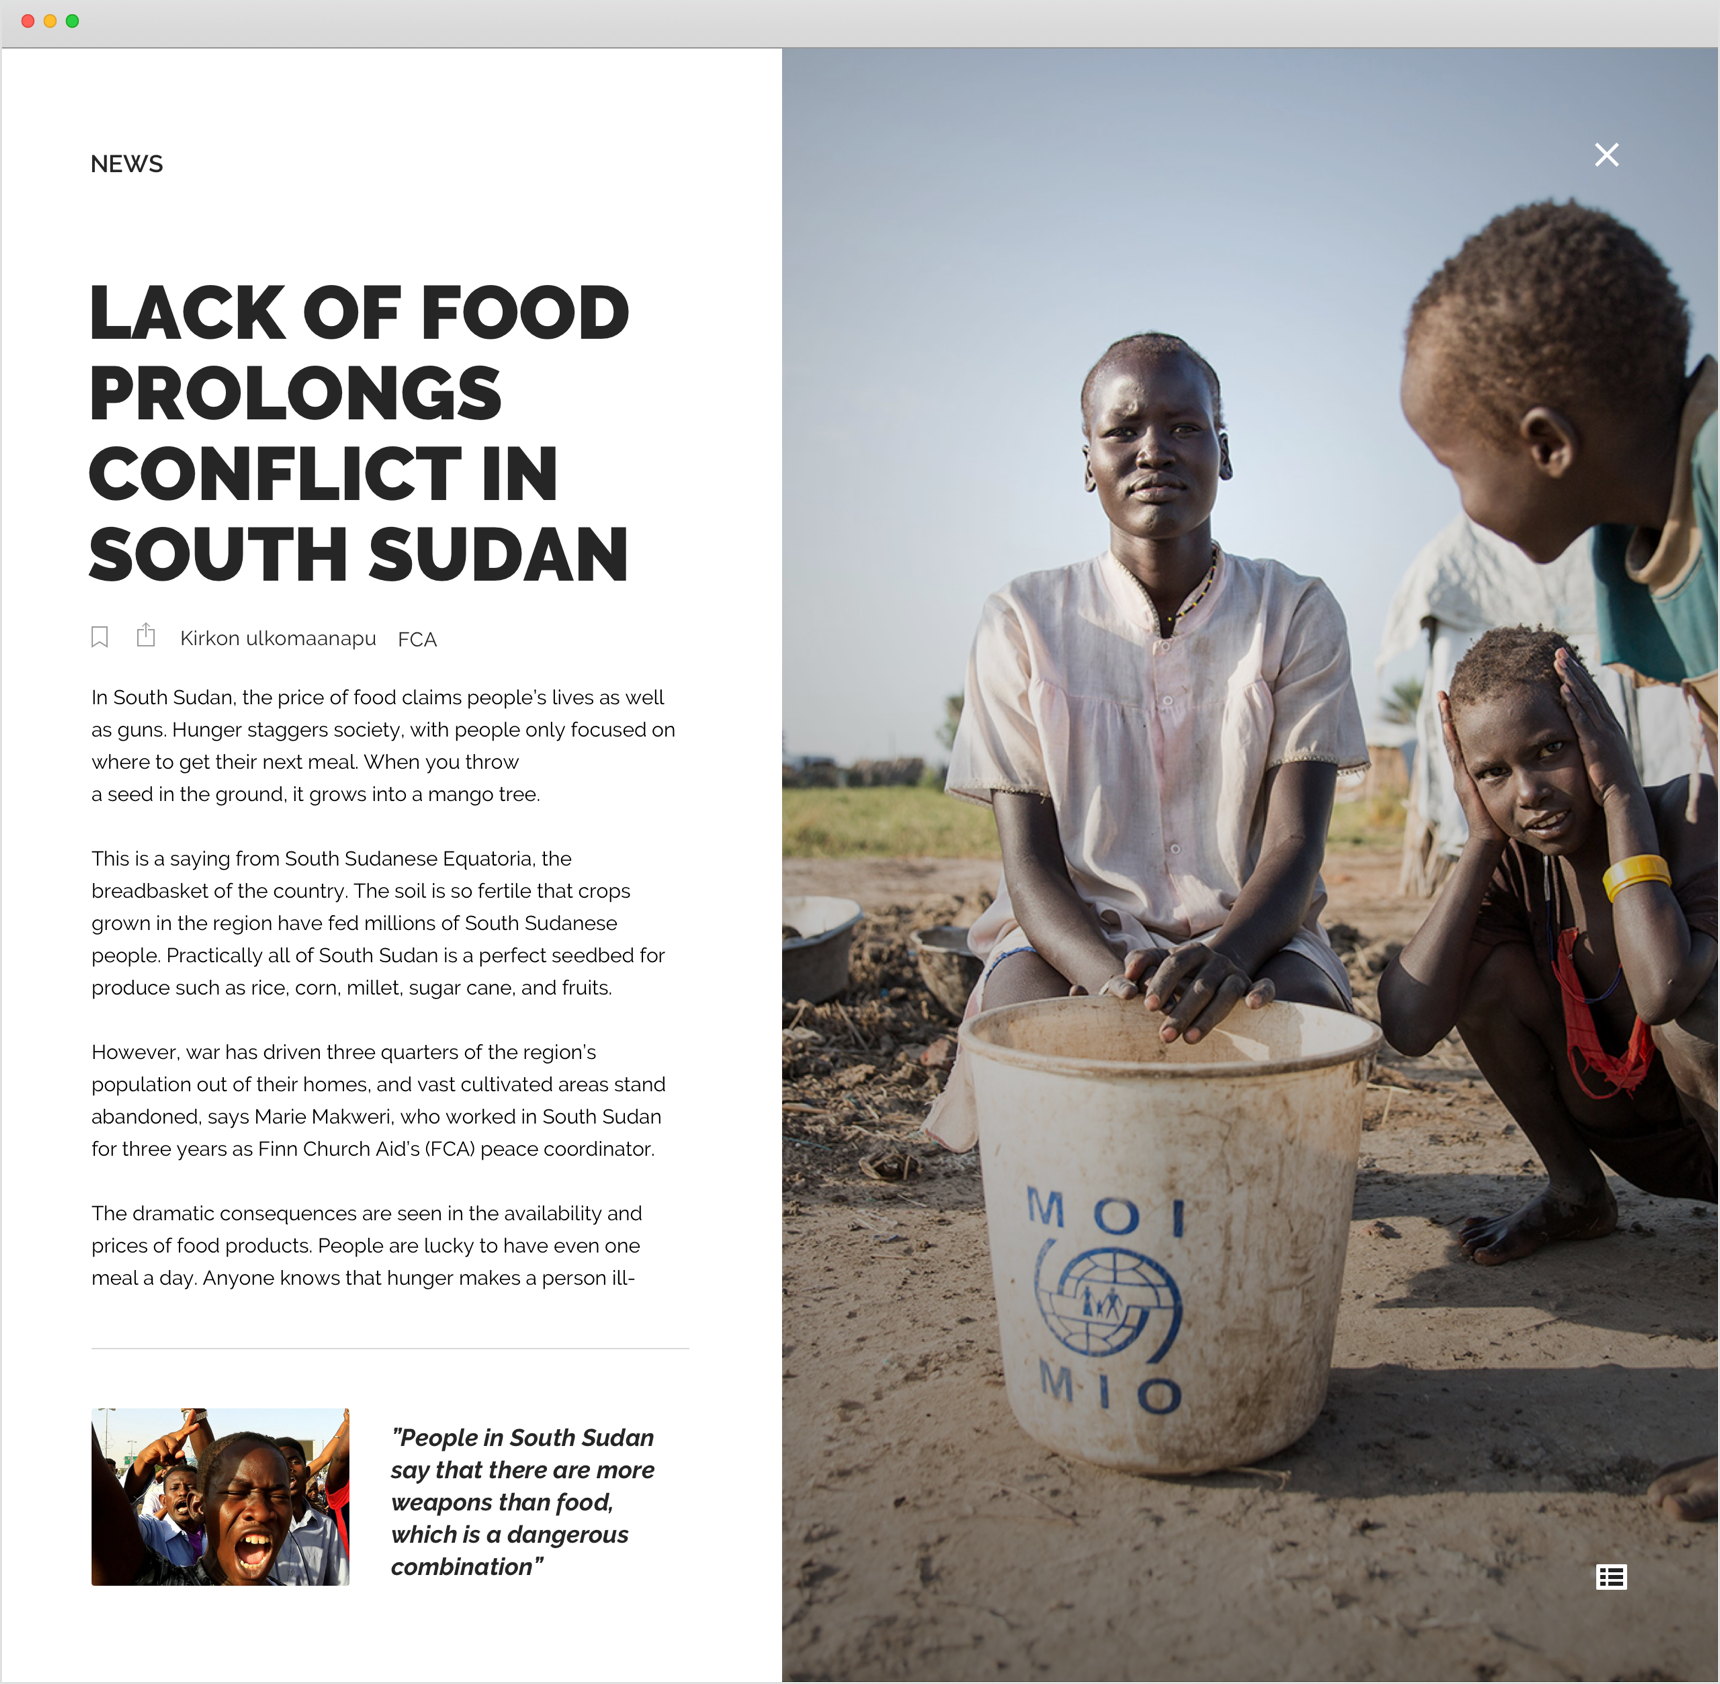 NEWS
LACK OF FOOD
PROLONGS
CONFLICT IN
SOUTH SUDAN
Kirkon ulkomaanapu FCA
In South Sudan, the price of food claims people's lives as well
as guns. Hunger staggers society, with people only focused on
where to get their next meal. When you throw
a seed in the ground, it grows into a mango tree.
This is a saying from South Sudanese Equatoria, the
breadbasket of the country. The soil is so fertile that crops
grown in the region have fed millions of South Sudanese
people. Practically all of South Sudan is a perfect seedbed for
produce such as rice, corn, millet, sugar cane, and fruits.
However, war has driven three quarters of the region's
population out of their homes, and vast cultivated areas stand
abandoned, says Marie Makweri, who worked in South Sudan
for three years as Finn Church Aid's (FCA) peace coordinator.
The dramatic consequences are seen in the availability and
prices of food products. People are lucky to have even one
meal a day. Anyone knows that hunger makes a person ill-
"People in South Sudan
say that there are more
weapons than food,
which is a dangerous
combination"
MOI
MIO